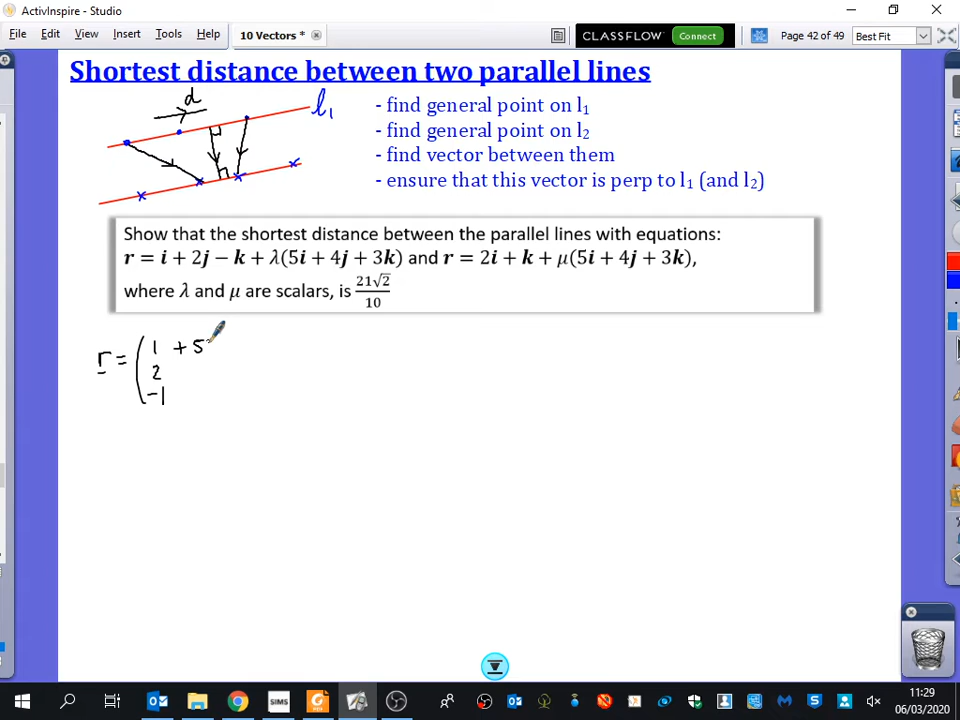 ActivInspire - Studio
File Edit View Insert Tools Help 10 Vectors * CLASSFLOW Connect Page 42 of 49 Best Fit
Shortest distance between two parallel lines
d
l₁
- find general point on l₁
- find general point on l₂
- find vector between them
- ensure that this vector is perp to l₁ (and l₂)
Show that the shortest distance between the parallel lines with equations:
r = i + 2j − k + λ(5i + 4j + 3k) and r = 2i + k + μ(5i + 4j + 3k),
where λ and μ are scalars, is 21√2/10
r = ( 1 + 5
2
-1
SIMS
11:29
06/03/2020